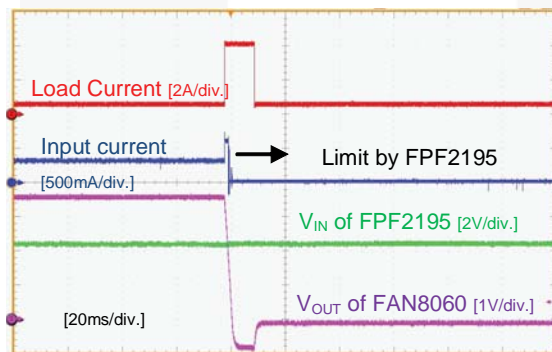 Load Current [2A/div.]
Input current
Limit by FPF2195
[500mA/div.]
VIN of FPF2195 [2V/div.]
VOUT of FAN8060 [1V/div.]
[20ms/div.]